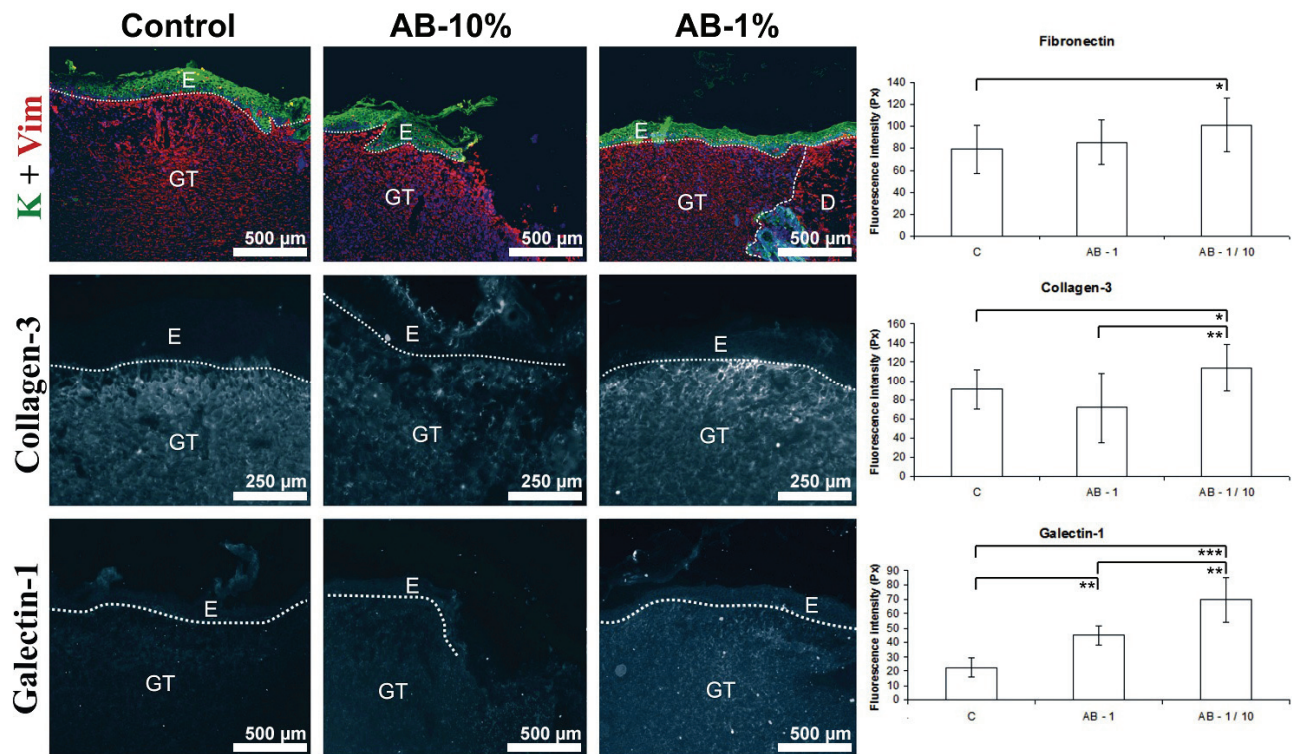 Control
AB-10%
AB-1%
K + Vim
E
GT
500 µm
E
GT
500 µm
E
GT
D
500 µm
Fibronectin
Fluorescence intensity (Px)
140
120
100
80
60
40
20
0
*
C
AB - 1
AB - 1 / 10
Collagen-3
E
GT
250 µm
E
GT
250 µm
E
GT
250 µm
Collagen-3
Fluorescence intensity (Px)
160
140
120
100
80
60
40
20
0
*
**
C
AB - 1
AB - 1 / 10
Galectin-1
E
GT
500 µm
E
GT
500 µm
E
GT
500 µm
Galectin-1
Fluorescence intensity (Px)
90
80
70
60
50
40
30
20
10
0
***
**
**
C
AB - 1
AB - 1 / 10